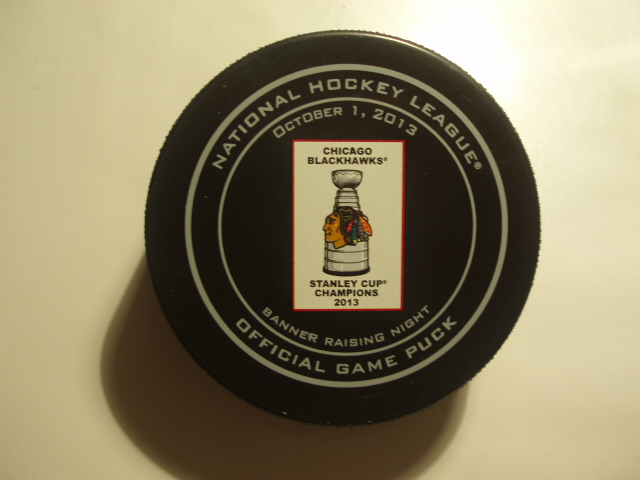 NATIONAL HOCKEY LEAGUE®
OCTOBER 1, 2013
CHICAGO
BLACKHAWKS®
STANLEY CUP®
CHAMPIONS
2013
BANNER RAISING NIGHT
OFFICIAL GAME PUCK